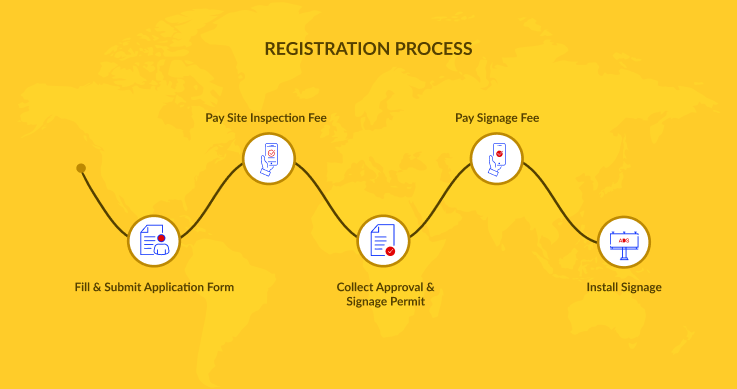 REGISTRATION PROCESS
Pay Site Inspection Fee
Pay Signage Fee
Fill & Submit Application Form
Collect Approval &
Signage Permit
Install Signage